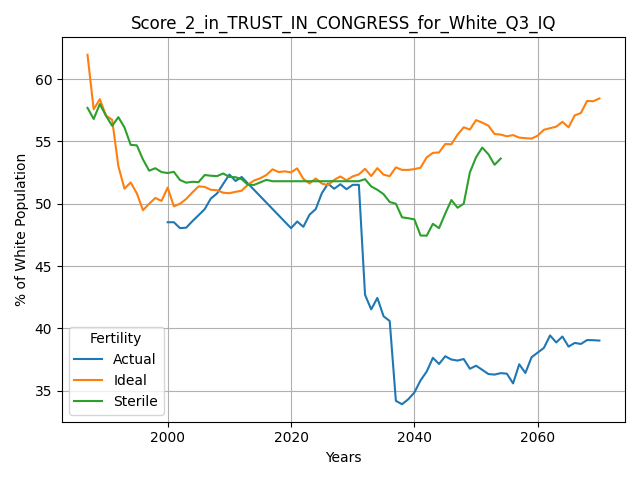 Score_2_in_TRUST_IN_CONGRESS_for_White_Q3_IQ
% of White Population
60
55
50
45
40
35
Fertility
Actual
Ideal
Sterile
2000
2020
2040
2060
Years